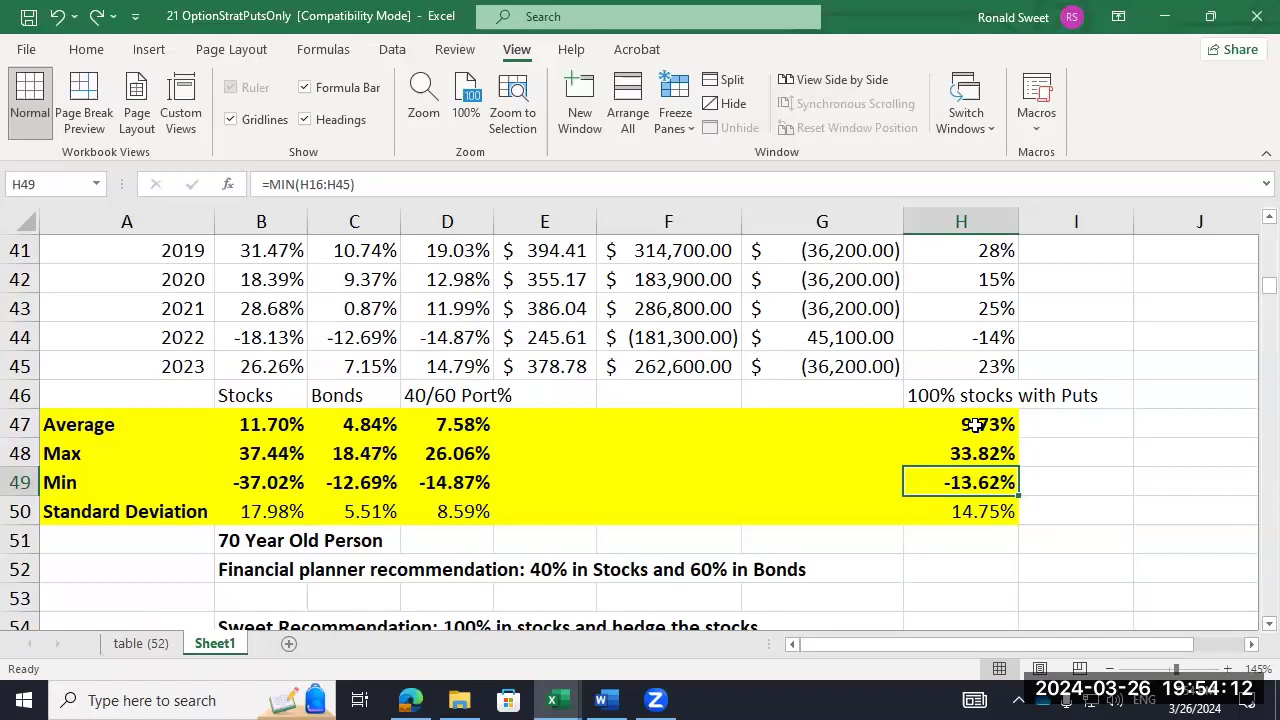 21 OptionStratPutsOnly [Compatibility Mode] - Excel
Search
Ronald Sweet RS
File Home Insert Page Layout Formulas Data Review View Help Acrobat Share
Normal Page Break Preview Page Layout Custom Views
Ruler Formula Bar
Gridlines Headings
Zoom 100% Zoom to Selection
New Window Arrange All Freeze Panes
Split
Hide
Unhide
View Side by Side
Synchronous Scrolling
Reset Window Position
Switch Windows Macros
Workbook Views Show Zoom Window Macros
H49 fx =MIN(H16:H45)
A B C D E F G H I J
41 2019 31.47% 10.74% 19.03% $ 394.41 $ 314,700.00 $ (36,200.00) 28%
42 2020 18.39% 9.37% 12.98% $ 355.17 $ 183,900.00 $ (36,200.00) 15%
43 2021 28.68% 0.87% 11.99% $ 386.04 $ 286,800.00 $ (36,200.00) 25%
44 2022 -18.13% -12.69% -14.87% $ 245.61 $ (181,300.00) $ 45,100.00 -14%
45 2023 26.26% 7.15% 14.79% $ 378.78 $ 262,600.00 $ (36,200.00) 23%
46 Stocks Bonds 40/60 Port% 100% stocks with Puts
47 Average 11.70% 4.84% 7.58% 9.73%
48 Max 37.44% 18.47% 26.06% 33.82%
49 Min -37.02% -12.69% -14.87% -13.62%
50 Standard Deviation 17.98% 5.51% 8.59% 14.75%
51 70 Year Old Person
52 Financial planner recommendation: 40% in Stocks and 60% in Bonds
53
54 Sweet Recommendation: 100% in stocks and hedge the stocks
table (52) Sheet1
Ready 145%
Type here to search
2024-03-26 19:54:12
ENG
3/26/2024